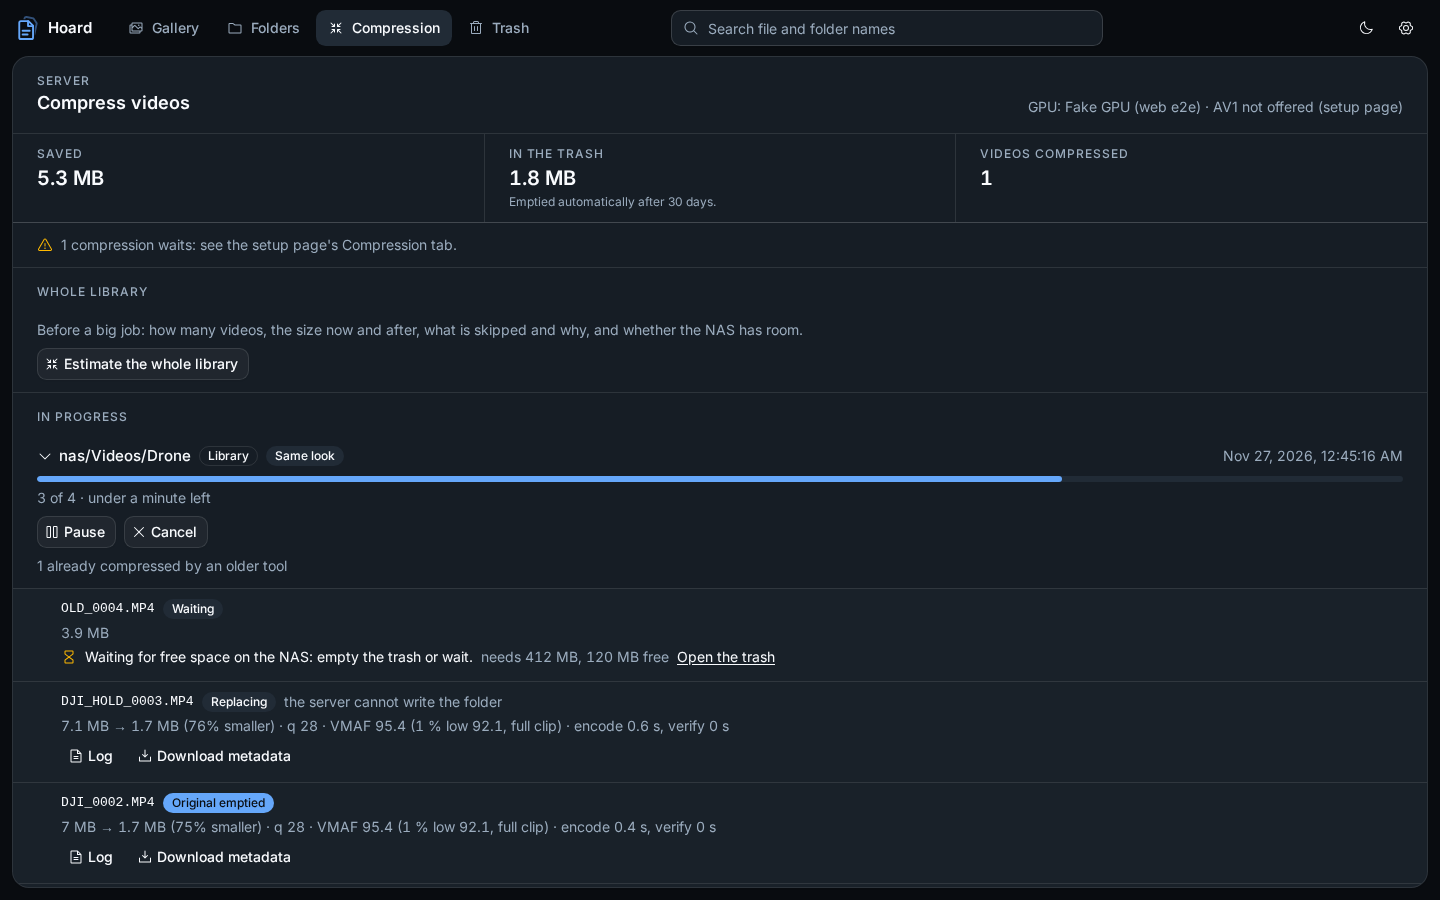 Hoard
Gallery
Folders
Compression
Trash
Search file and folder names
SERVER
Compress videos
GPU: Fake GPU (web e2e) · AV1 not offered (setup page)
SAVED
5.3 MB
IN THE TRASH
1.8 MB
Emptied automatically after 30 days.
VIDEOS COMPRESSED
1
1 compression waits: see the setup page's Compression tab.
WHOLE LIBRARY
Before a big job: how many videos, the size now and after, what is skipped and why, and whether the NAS has room.
Estimate the whole library
IN PROGRESS
nas/Videos/Drone Library Same look
Nov 27, 2026, 12:45:16 AM
3 of 4 · under a minute left
Pause Cancel
1 already compressed by an older tool
OLD_0004.MP4 Waiting
3.9 MB
Waiting for free space on the NAS: empty the trash or wait. needs 412 MB, 120 MB free Open the trash
DJI_HOLD_0003.MP4 Replacing the server cannot write the folder
7.1 MB → 1.7 MB (76% smaller) · q 28 · VMAF 95.4 (1 % low 92.1, full clip) · encode 0.6 s, verify 0 s
Log Download metadata
DJI_0002.MP4 Original emptied
7 MB → 1.7 MB (75% smaller) · q 28 · VMAF 95.4 (1 % low 92.1, full clip) · encode 0.4 s, verify 0 s
Log Download metadata